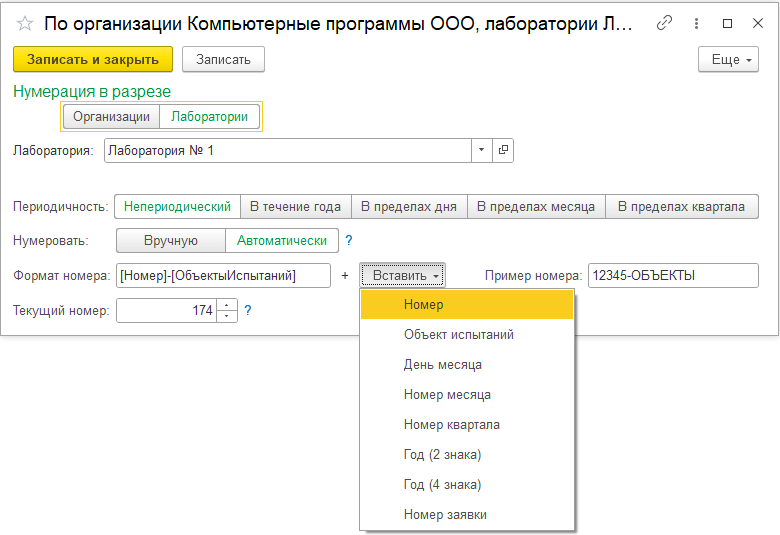 По организации Компьютерные программы ООО, лаборатории Л...
Записать и закрыть Записать Еще
Нумерация в разрезе
Организации Лаборатории
Лаборатория: Лаборатория № 1
Периодичность: Непериодический В течение года В пределах дня В пределах месяца В пределах квартала
Нумеровать: Вручную Автоматически ?
Формат номера: [Номер]-[ОбъектыИспытаний] + Вставить Пример номера: 12345-ОБЪЕКТЫ
Текущий номер: 174 ?
Номер
Объект испытаний
День месяца
Номер месяца
Номер квартала
Год (2 знака)
Год (4 знака)
Номер заявки